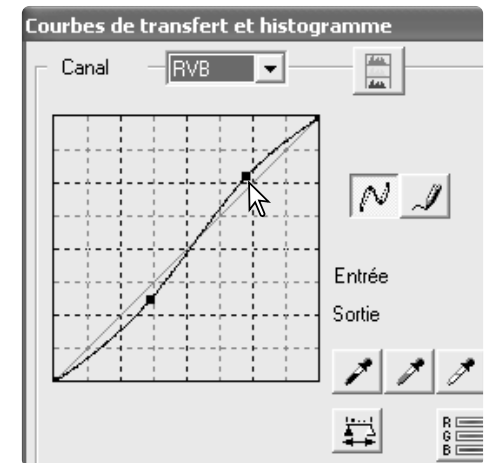 Courbes de transfert et histogramme
Canal RVB
Entrée
Sortie
R
G
B